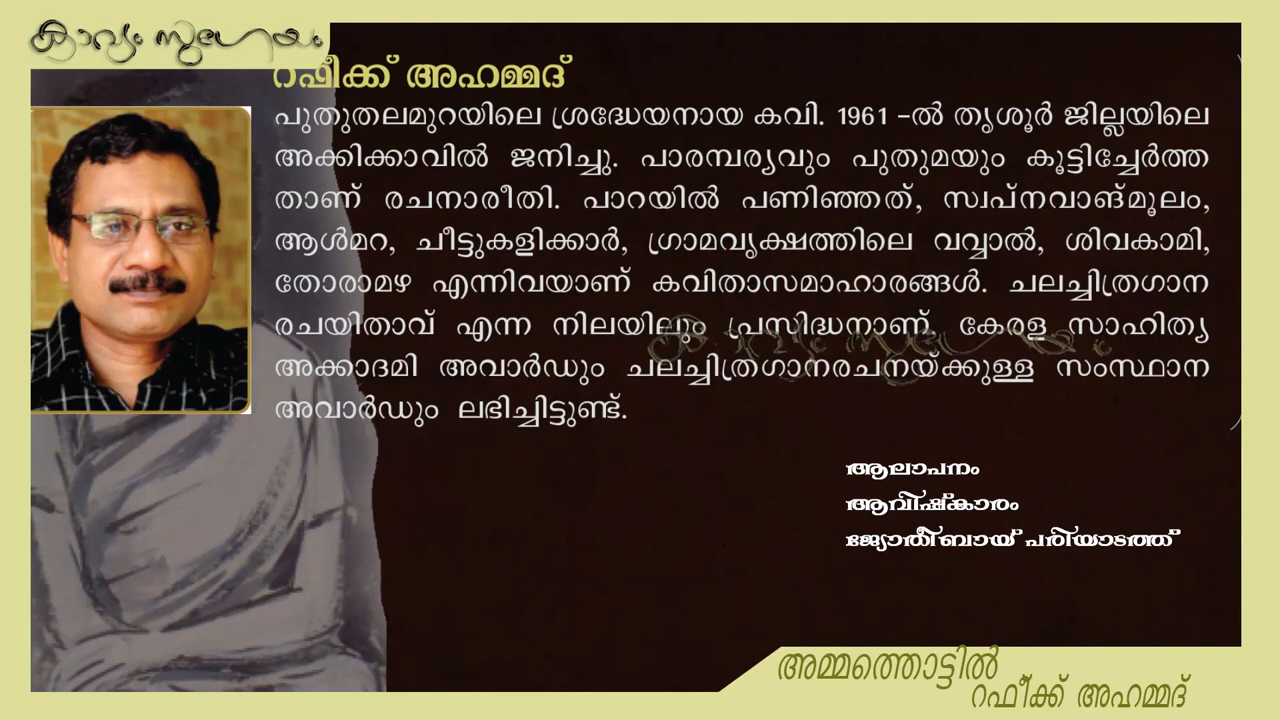 കാവ്യം സുഗേയം
റഫീക്ക് അഹമ്മദ്
പുതുതലമുറയിലെ ശ്രദ്ധേയനായ കവി. 1961 –ൽ തൃശൂർ ജില്ലയിലെ
അക്കിക്കാവിൽ ജനിച്ചു. പാരമ്പര്യവും പുതുമയും കൂട്ടിച്ചേർത്ത
താണ് രചനാരീതി. പാറയിൽ പണിഞ്ഞത്, സ്വപ്നവാങ്മൂലം,
ആൾമറ, ചീട്ടുകളിക്കാർ, ഗ്രാമവൃക്ഷത്തിലെ വവ്വാൽ, ശിവകാമി,
തോരാമഴ എന്നിവയാണ് കവിതാസമാഹാരങ്ങൾ. ചലച്ചിത്രഗാന
രചയിതാവ് എന്ന നിലയിലും പ്രസിദ്ധനാണ്. കേരള സാഹിത്യ
അക്കാദമി അവാർഡും ചലച്ചിത്രഗാനരചനയ്ക്കുള്ള സംസ്ഥാന
അവാർഡും ലഭിച്ചിട്ടുണ്ട്.
കാവ്യം സുഗേയം
ആലാപനം
ആവിഷ്കാരം
ജ്യോതീബായ് പരിയാടത്ത്
അമ്മത്തൊട്ടിൽ
റഫീക്ക് അഹമ്മദ്